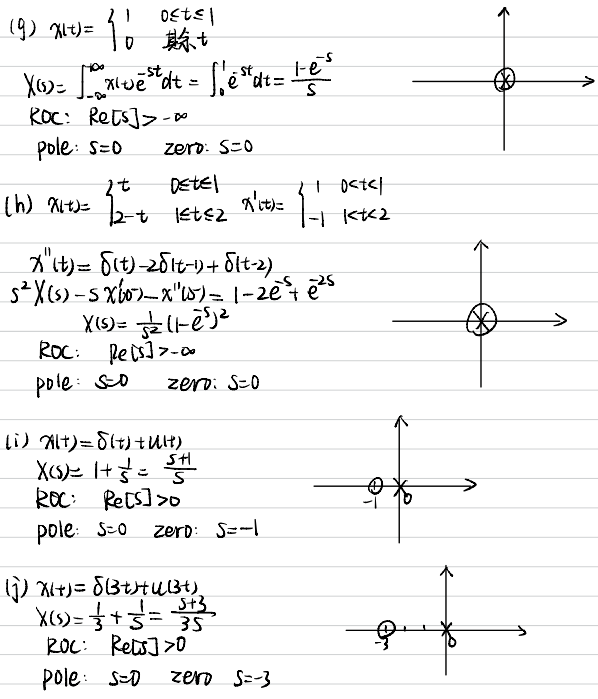 (g) x(t) = { 1 0≤t≤1
0 其余 t
X(s) = ∫_{-∞}^{+∞} x(t)e^{-st}dt = ∫_0^1 e^{-st}dt = (1-e^{-s})/s
ROC: Re[s] > -∞
pole: s=0 zero: s=0
(h) x(t) = { t 0≤t≤1 x'(t) = { 1 0<t<1
2-t 1≤t≤2 -1 1<t<2
x''(t) = δ(t)-2δ(t-1)+δ(t-2)
s²X(s)-sX'(0⁻)-x''(0⁻) = 1-2e^{-s}+e^{-2s}
X(s) = 1/s² (1-e^{-s})²
ROC: Re[s] > -∞
pole: s=0 zero: s=0
(i) x(t) = δ(t)+u(t)
X(s) = 1+1/s = (s+1)/s
ROC: Re[s] > 0
-1 0
pole: s=0 zero: s=-1
(j) x(t) = δ(3t)+u(3t)
X(s) = 1/3 + 1/s = (s+3)/3s
ROC: Re[s] > 0
-3 0
pole: s=0 zero s=-3